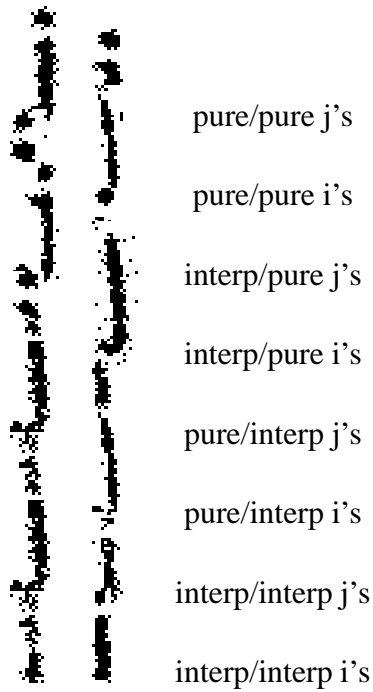 pure/pure j's
pure/pure i's
interp/pure j's
interp/pure i's
pure/interp j's
pure/interp i's
interp/interp j's
interp/interp i's